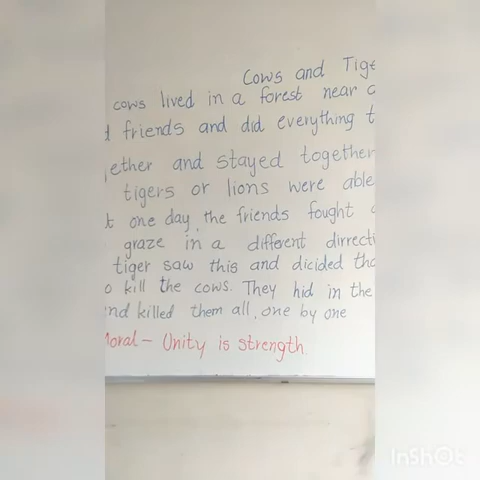 Cows and Tige
cows lived in a forest near a
d friends and did everything t
ether and stayed together
tigers or lions were able
t one day, the friends fought a
graze in a different dirrecti
tiger saw this and dicided tha
o kill the cows. They hid in the
nd killed them all, one by one
Moral - Unity is strength
InShOt